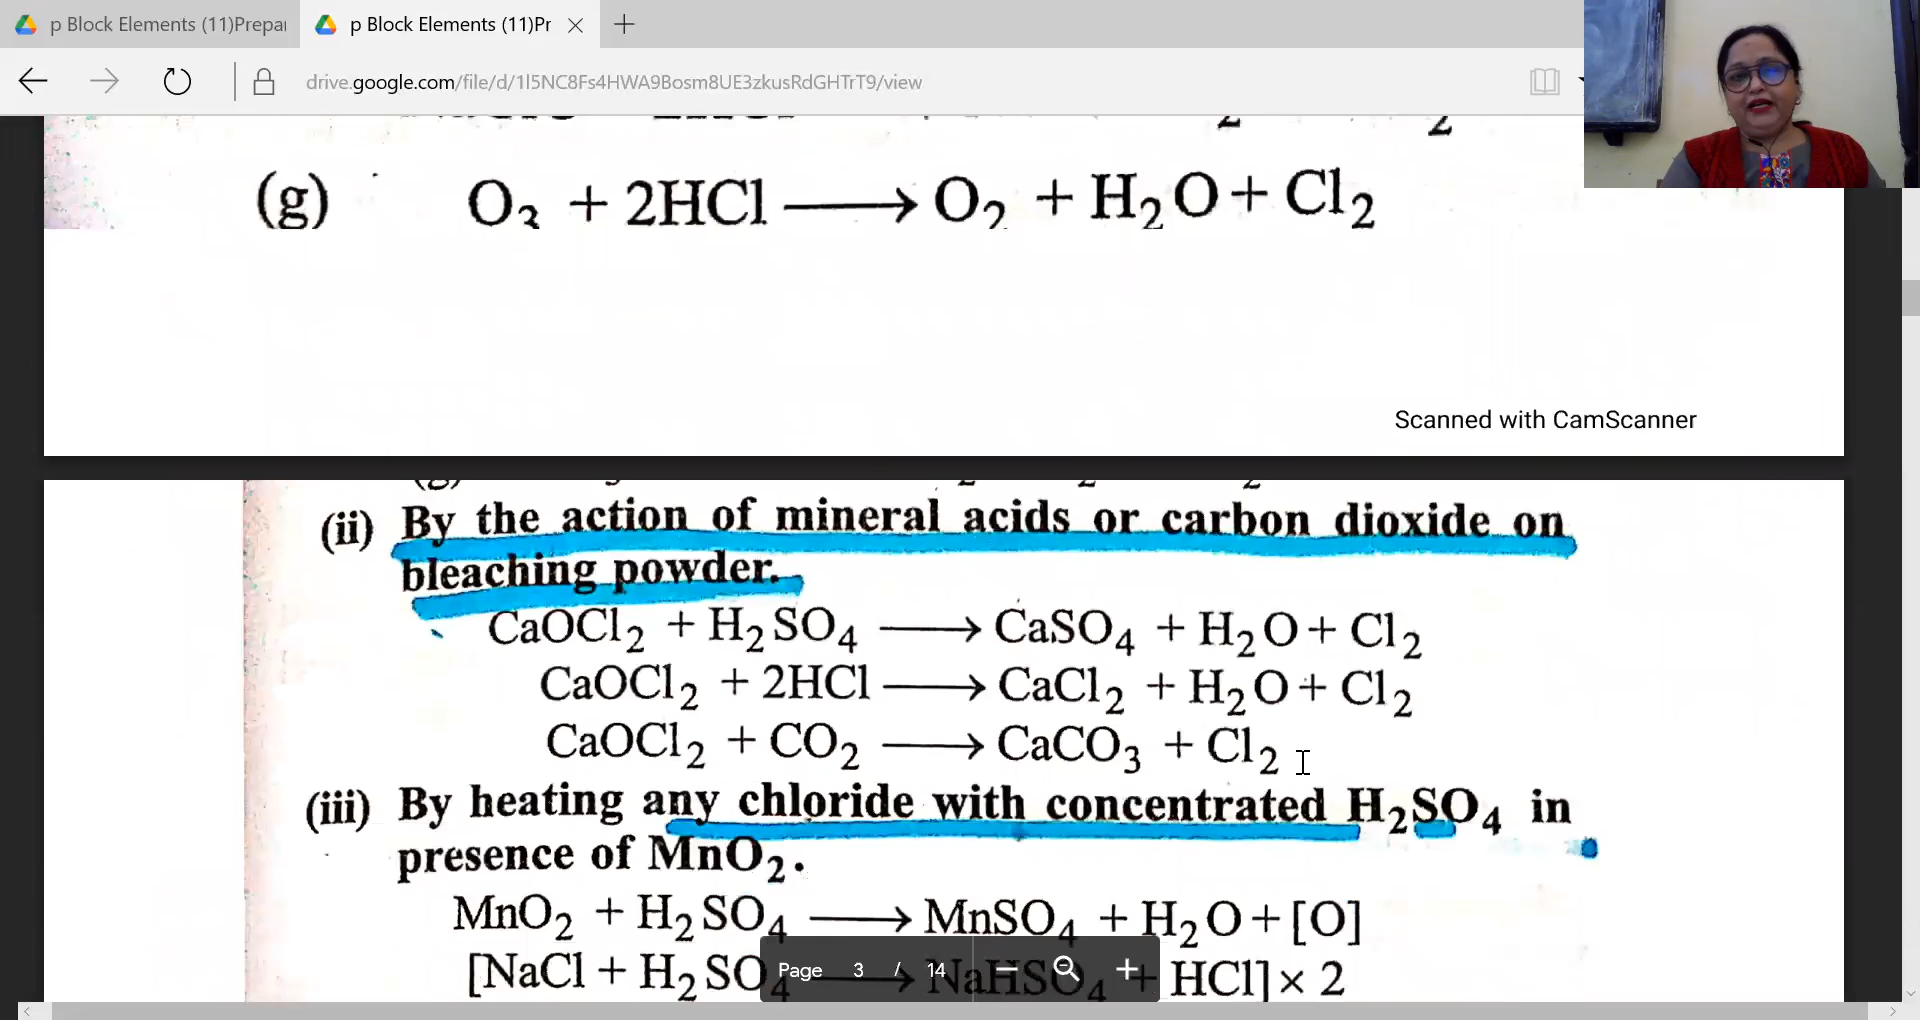 p Block Elements (11)Prepar
p Block Elements (11)Pr
drive.google.com/file/d/1l5NC8Fs4HWA9Bosm8UE3zkusRdGHTrT9/view
(g) O3 + 2HCl ⟶ O2 + H2O + Cl2
Scanned with CamScanner
(ii) By the action of mineral acids or carbon dioxide on
bleaching powder.
CaOCl2 + H2SO4 ⟶ CaSO4 + H2O + Cl2
CaOCl2 + 2HCl ⟶ CaCl2 + H2O + Cl2
CaOCl2 + CO2 ⟶ CaCO3 + Cl2
(iii) By heating any chloride with concentrated H2SO4 in
presence of MnO2.
MnO2 + H2SO4 ⟶ MnSO4 + H2O + [O]
[NaCl + H2SO4 ⟶ NaHSO4 + HCl] × 2
Page 3 / 14